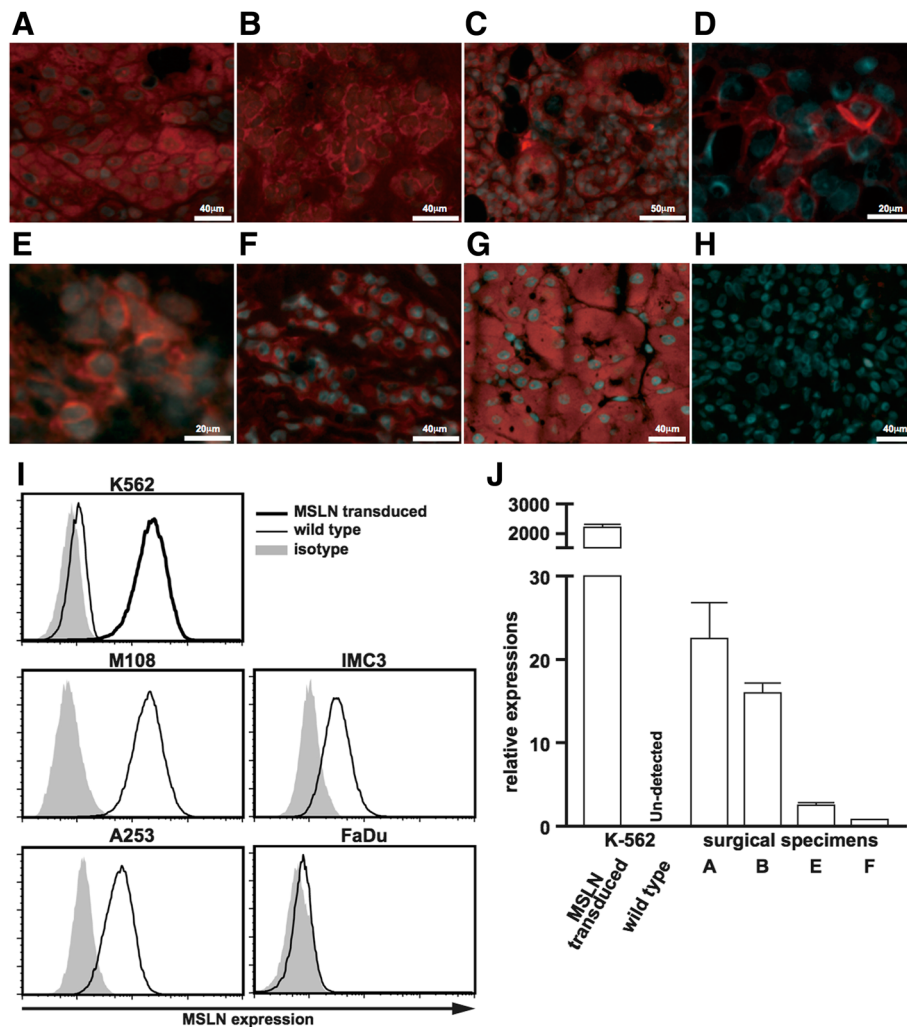 A
B
C
D
40μm
40μm
50μm
20μm
E
F
G
H
20μm
40μm
40μm
40μm
I
K562
MSLN transduced
wild type
isotype
M108
IMC3
A253
FaDu
MSLN expression
J
3000
2000
30
20
10
0
relative expressions
Un-detected
K-562
surgical specimens
MSLN
transduced
wild type
A
B
E
F